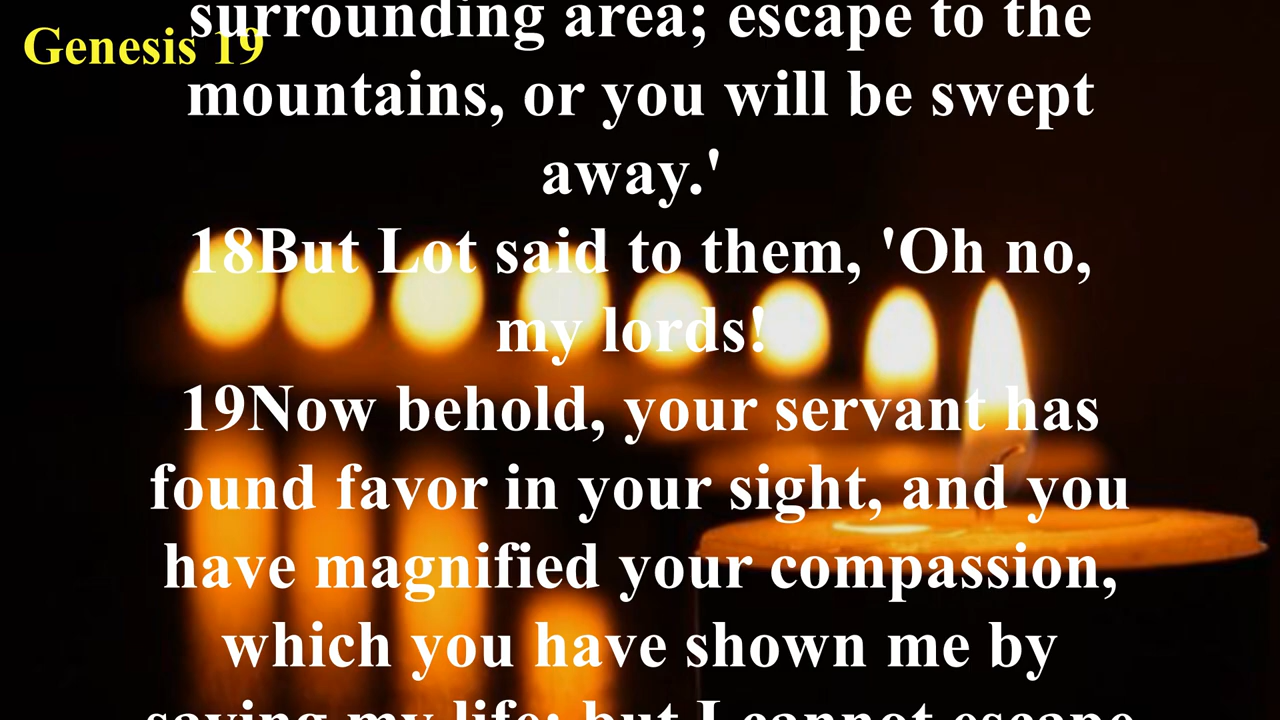 Genesis 19
surrounding area; escape to the
mountains, or you will be swept
away.'
18But Lot said to them, 'Oh no,
my lords!
19Now behold, your servant has
found favor in your sight, and you
have magnified your compassion,
which you have shown me by
saving my life; but I cannot escape